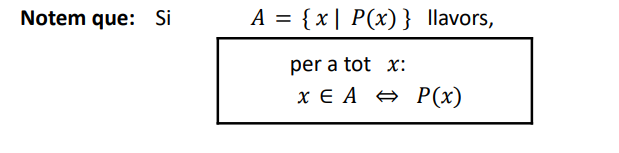 Notem que: Si A = { x | P(x) } llavors,
per a tot x:
x ∈ A ⇔ P(x)